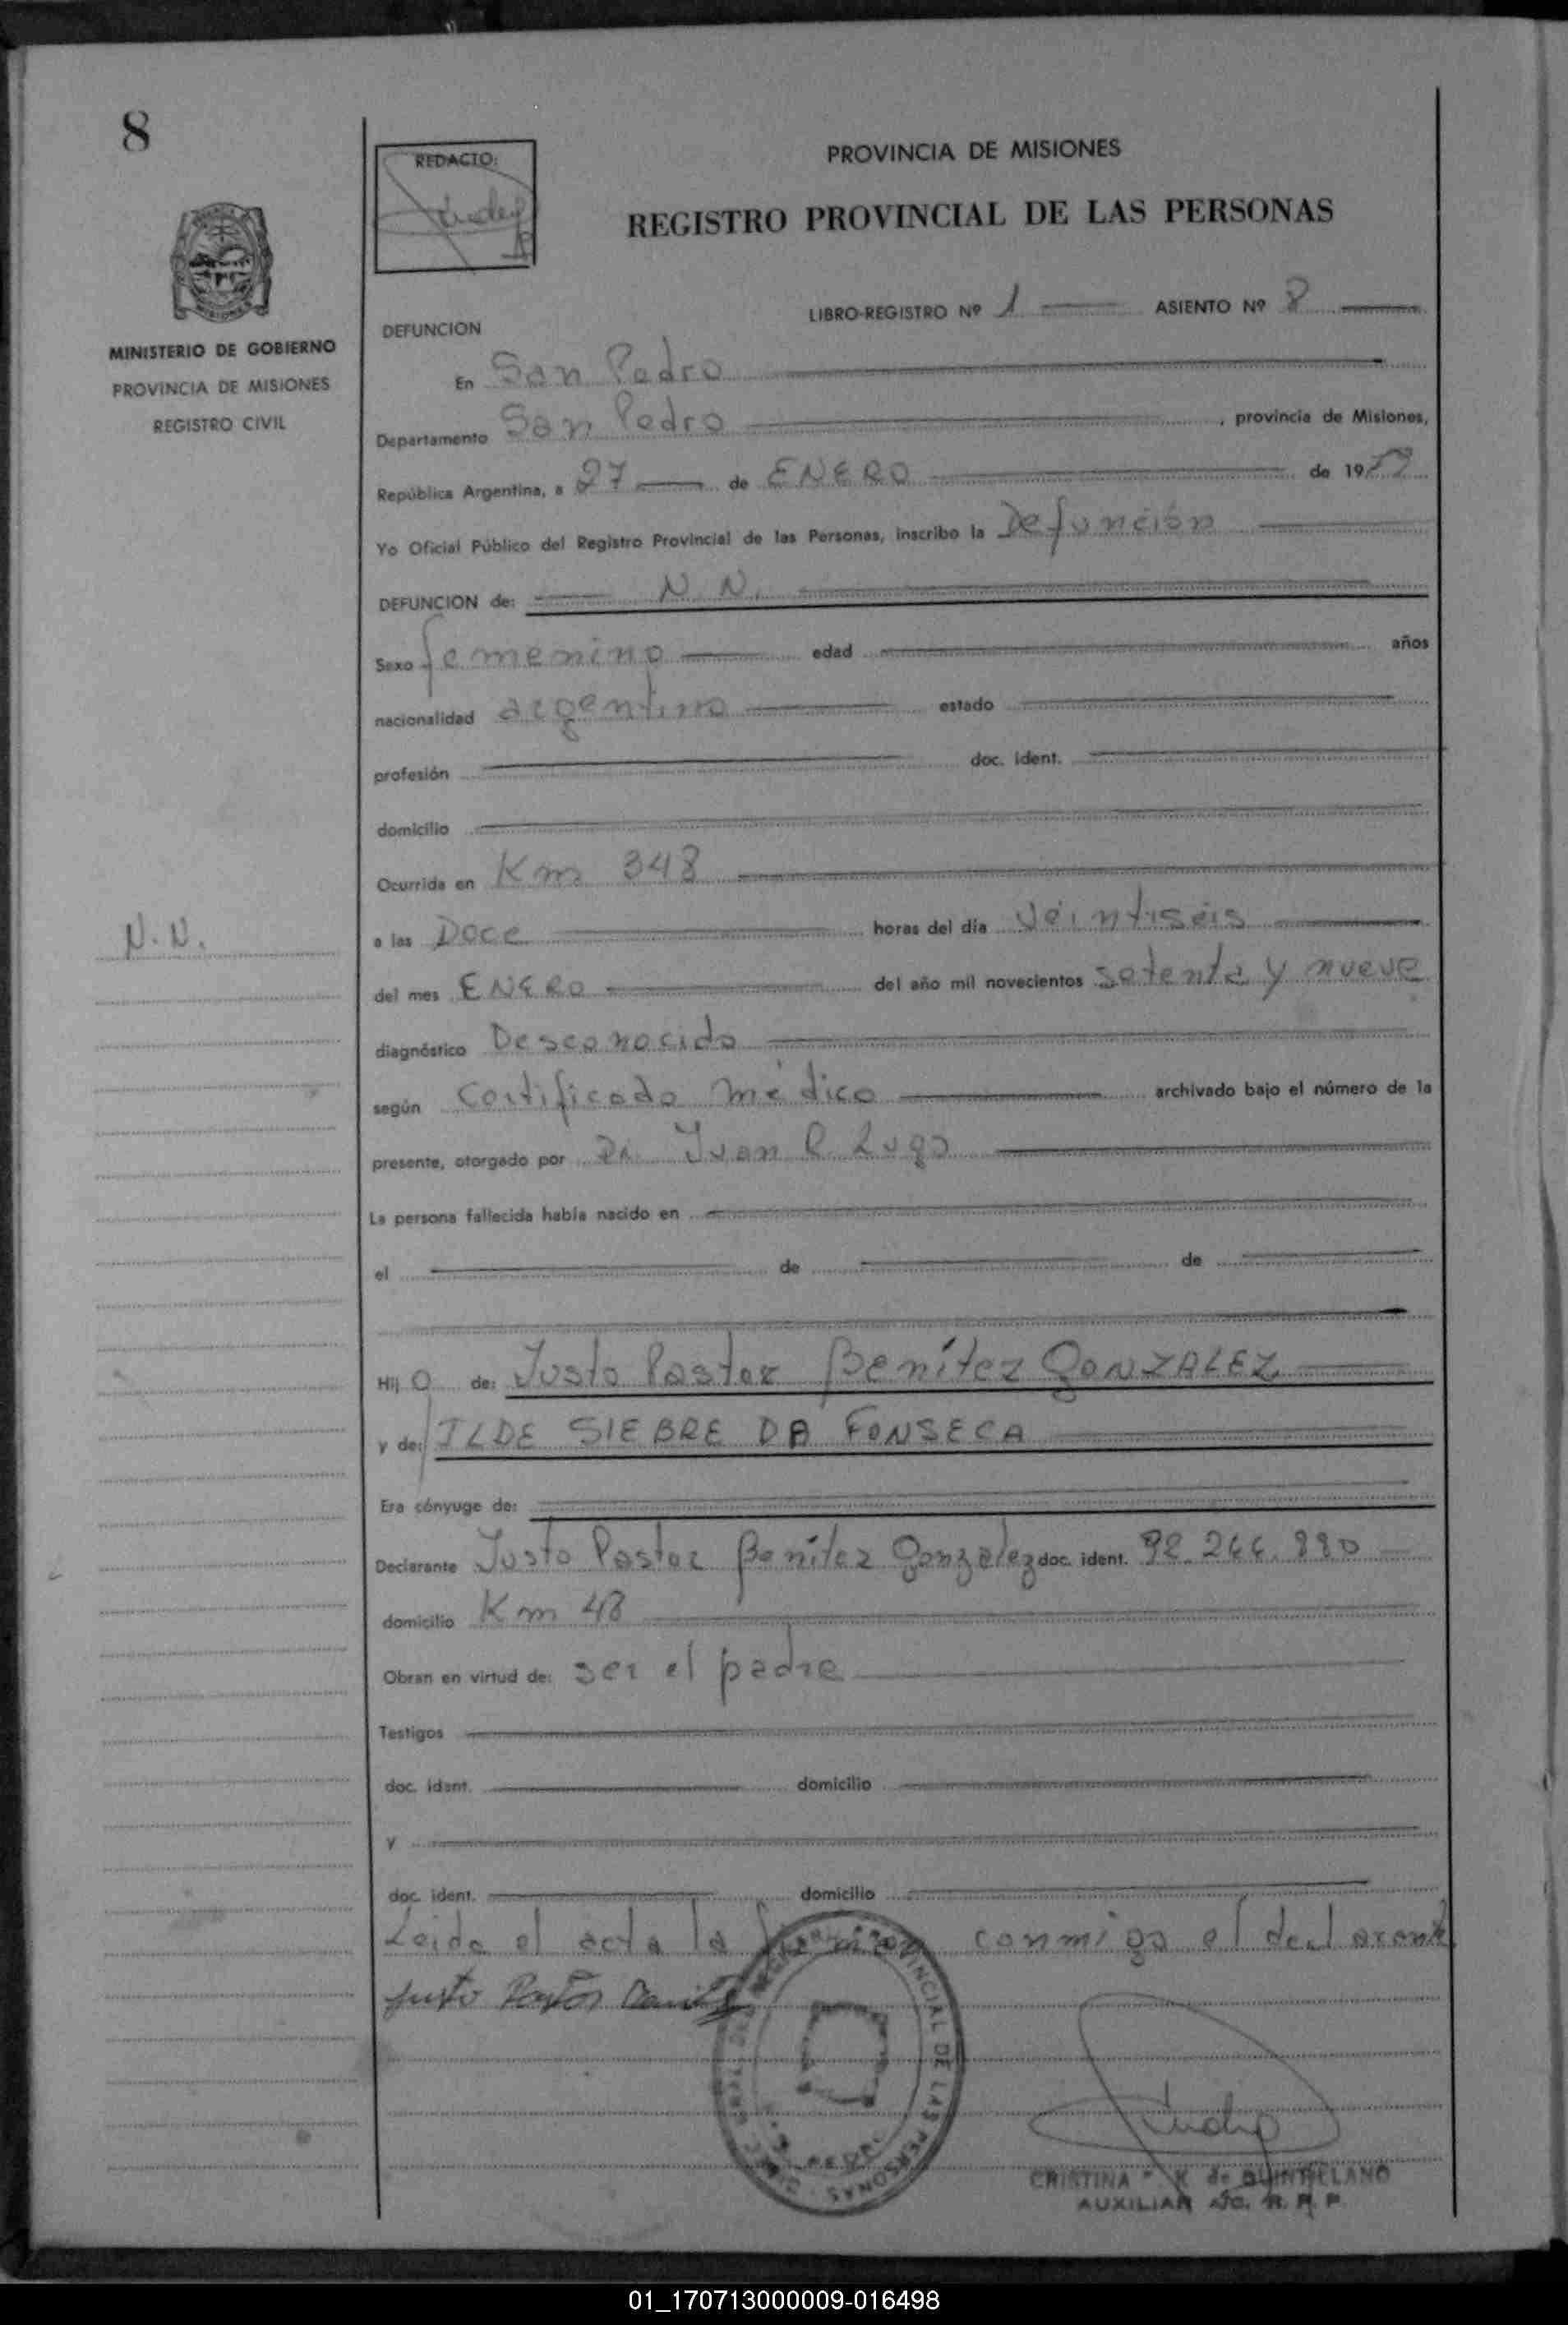 8
REDACTO:
PROVINCIA DE MISIONES
REGISTRO PROVINCIAL DE LAS PERSONAS
MINISTERIO DE GOBIERNO
PROVINCIA DE MISIONES
REGISTRO CIVIL
LIBRO-REGISTRO Nº 1 ASIENTO Nº 8
DEFUNCION
En San Pedro
Departamento San Pedro, provincia de Misiones,
República Argentina, a 27 de ENERO de 1979
Yo Oficial Público del Registro Provincial de las Personas, inscribo la Defunción
DEFUNCION de: N. N.
Sexo femenino edad años
nacionalidad argentino estado
profesión doc. ident.
domicilio
Ocurrida en Km 348
N.N.
a las Doce horas del día veintiséis
del mes ENERO del año mil novecientos setenta y nueve
diagnóstico Desconocido
según certificado médico archivado bajo el número de la
presente, otorgado por Dr. Juan R Lugo
La persona fallecida había nacido en
el de de
Hij O de: Justo Pastor Benítez GONZALEZ
y de: ILDE SIEBRE DA FONSECA
Era cónyuge de:
Declarante Justo Pastor Benítez Gonzalez doc. ident.
domicilio Km 48
Obran en virtud de: ser el padre
Testigos
doc. ident. domicilio
y
doc. ident. domicilio
Leida el acta la firman conmigo el declarante
Justo Pastor Benitez
REGISTRO PROVINCIAL DE LAS PERSONAS
CRISTINA K de QUINTELLANO
AUXILIAR R. P. P.
01_170713000009-016498